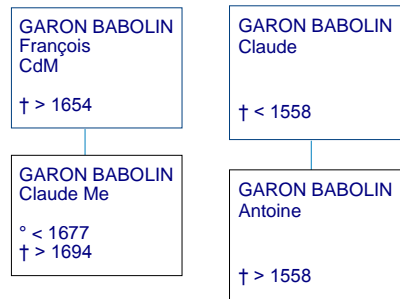 GARON BABOLIN
François
CdM
† > 1654
GARON BABOLIN
Claude Me
° < 1677
† > 1694
GARON BABOLIN
Claude
† < 1558
GARON BABOLIN
Antoine
† > 1558